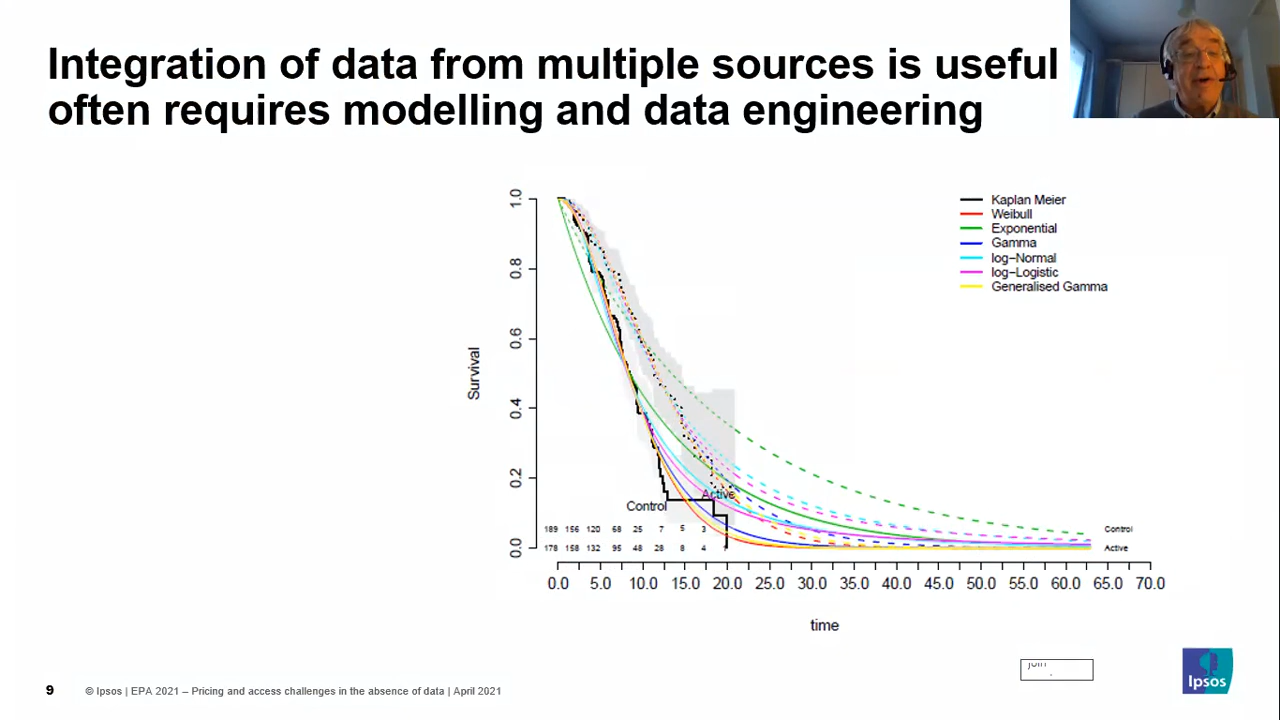 Integration of data from multiple sources is useful
often requires modelling and data engineering
Kaplan Meier
Weibull
Exponential
Gamma
log−Normal
log−Logistic
Generalised Gamma
Survival
1.0
0.8
0.6
0.4
0.2
0.0
Active
Control
189 156 120 68 25 7 5 3 Control
178 158 132 95 48 28 8 4 Active
0.0 5.0 10.0 15.0 20.0 25.0 30.0 35.0 40.0 45.0 50.0 55.0 60.0 65.0 70.0
time
9
© Ipsos | EPA 2021 – Pricing and access challenges in the absence of data | April 2021
Ipsos